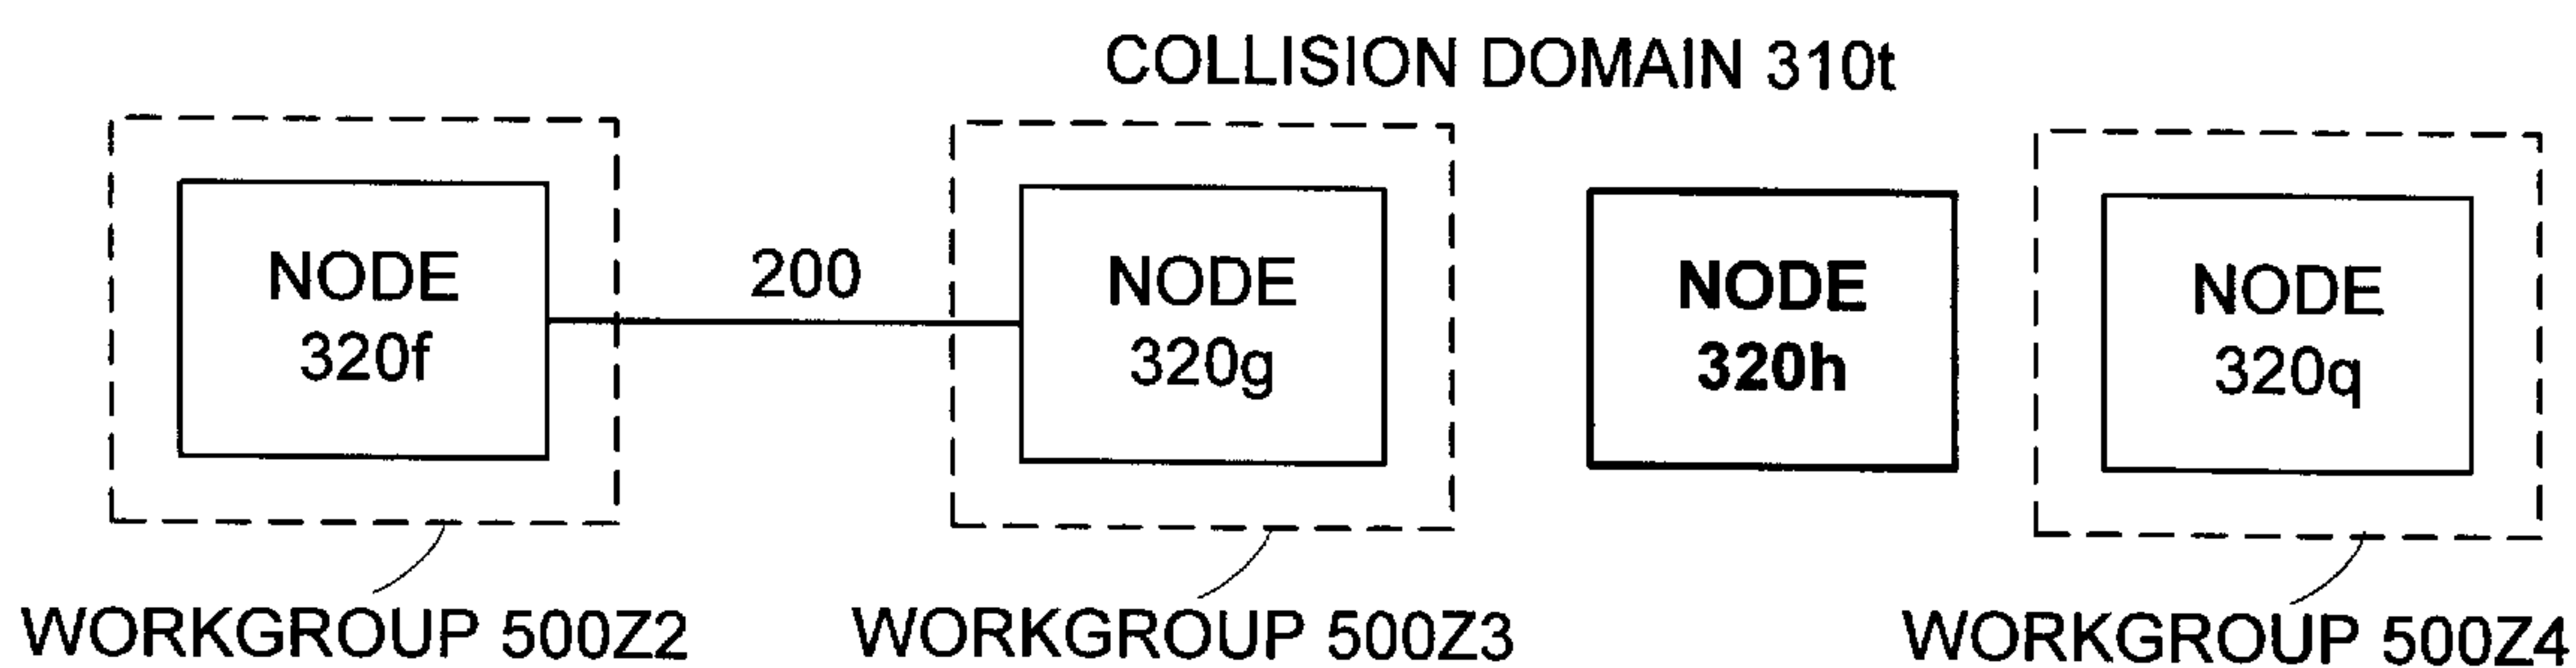 COLLISION DOMAIN 310t
NODE
320f
200
NODE
320g
NODE
320h
NODE
320q
WORKGROUP 500Z2
WORKGROUP 500Z3
WORKGROUP 500Z4